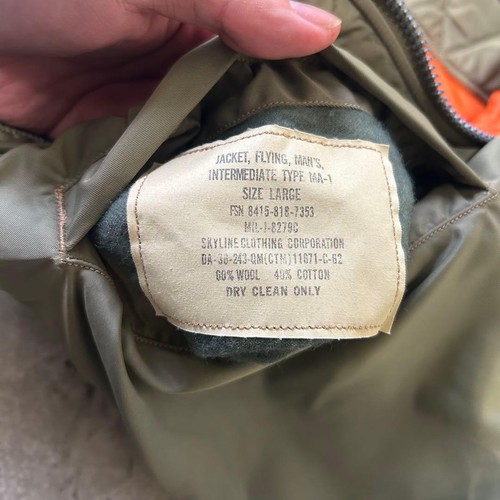 JACKET, FLYING, MAN'S,
INTERMEDIATE TYPE MA-1
SIZE LARGE
FSN 8415-818-7353
MIL-J-8279C
SKYLINE CLOTHING CORPORATION
DA-36-243-QM(CTM)11671-C-62
60% WOOL 40% COTTON
DRY CLEAN ONLY